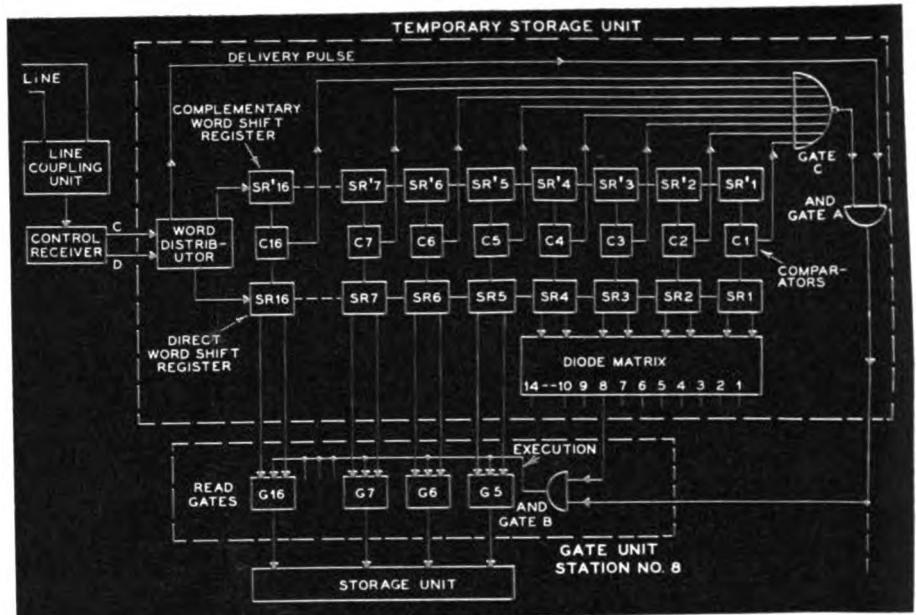 TEMPORARY STORAGE UNIT
DELIVERY PULSE
LINE
COMPLEMENTARY
WORD SHIFT
REGISTER
LINE
COUPLING
UNIT
GATE
C
SR'16
SR'7
SR'6
SR'5
SR'4
SR'3
SR'2
SR'1
AND
GATE A
CONTROL
RECEIVER
C
D
WORD
DISTRIB-
UTOR
C16
C7
C6
C5
C4
C3
C2
C1
COMPAR-
ATORS
SR16
SR7
SR6
SR5
SR4
SR3
SR2
SR1
DIRECT
WORD SHIFT
REGISTER
DIODE MATRIX
14--10 9 8 7 6 5 4 3 2 1
EXECUTION
READ
GATES
G16
G7
G6
G5
AND
GATE B
GATE UNIT
STATION NO. 8
STORAGE UNIT